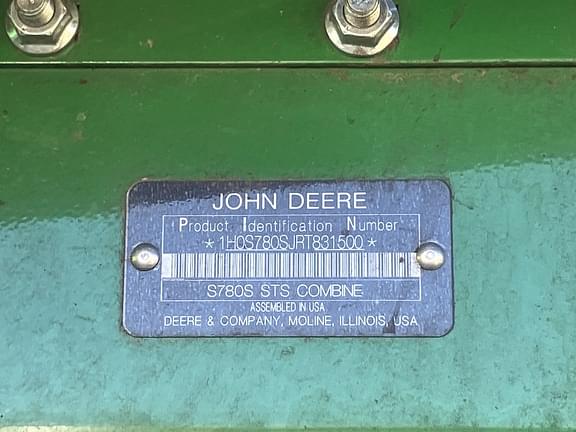 JOHN DEERE
Product Identification Number
*1H0S780SJRT831500*
S780S STS COMBINE
ASSEMBLED IN USA
DEERE & COMPANY, MOLINE, ILLINOIS, USA